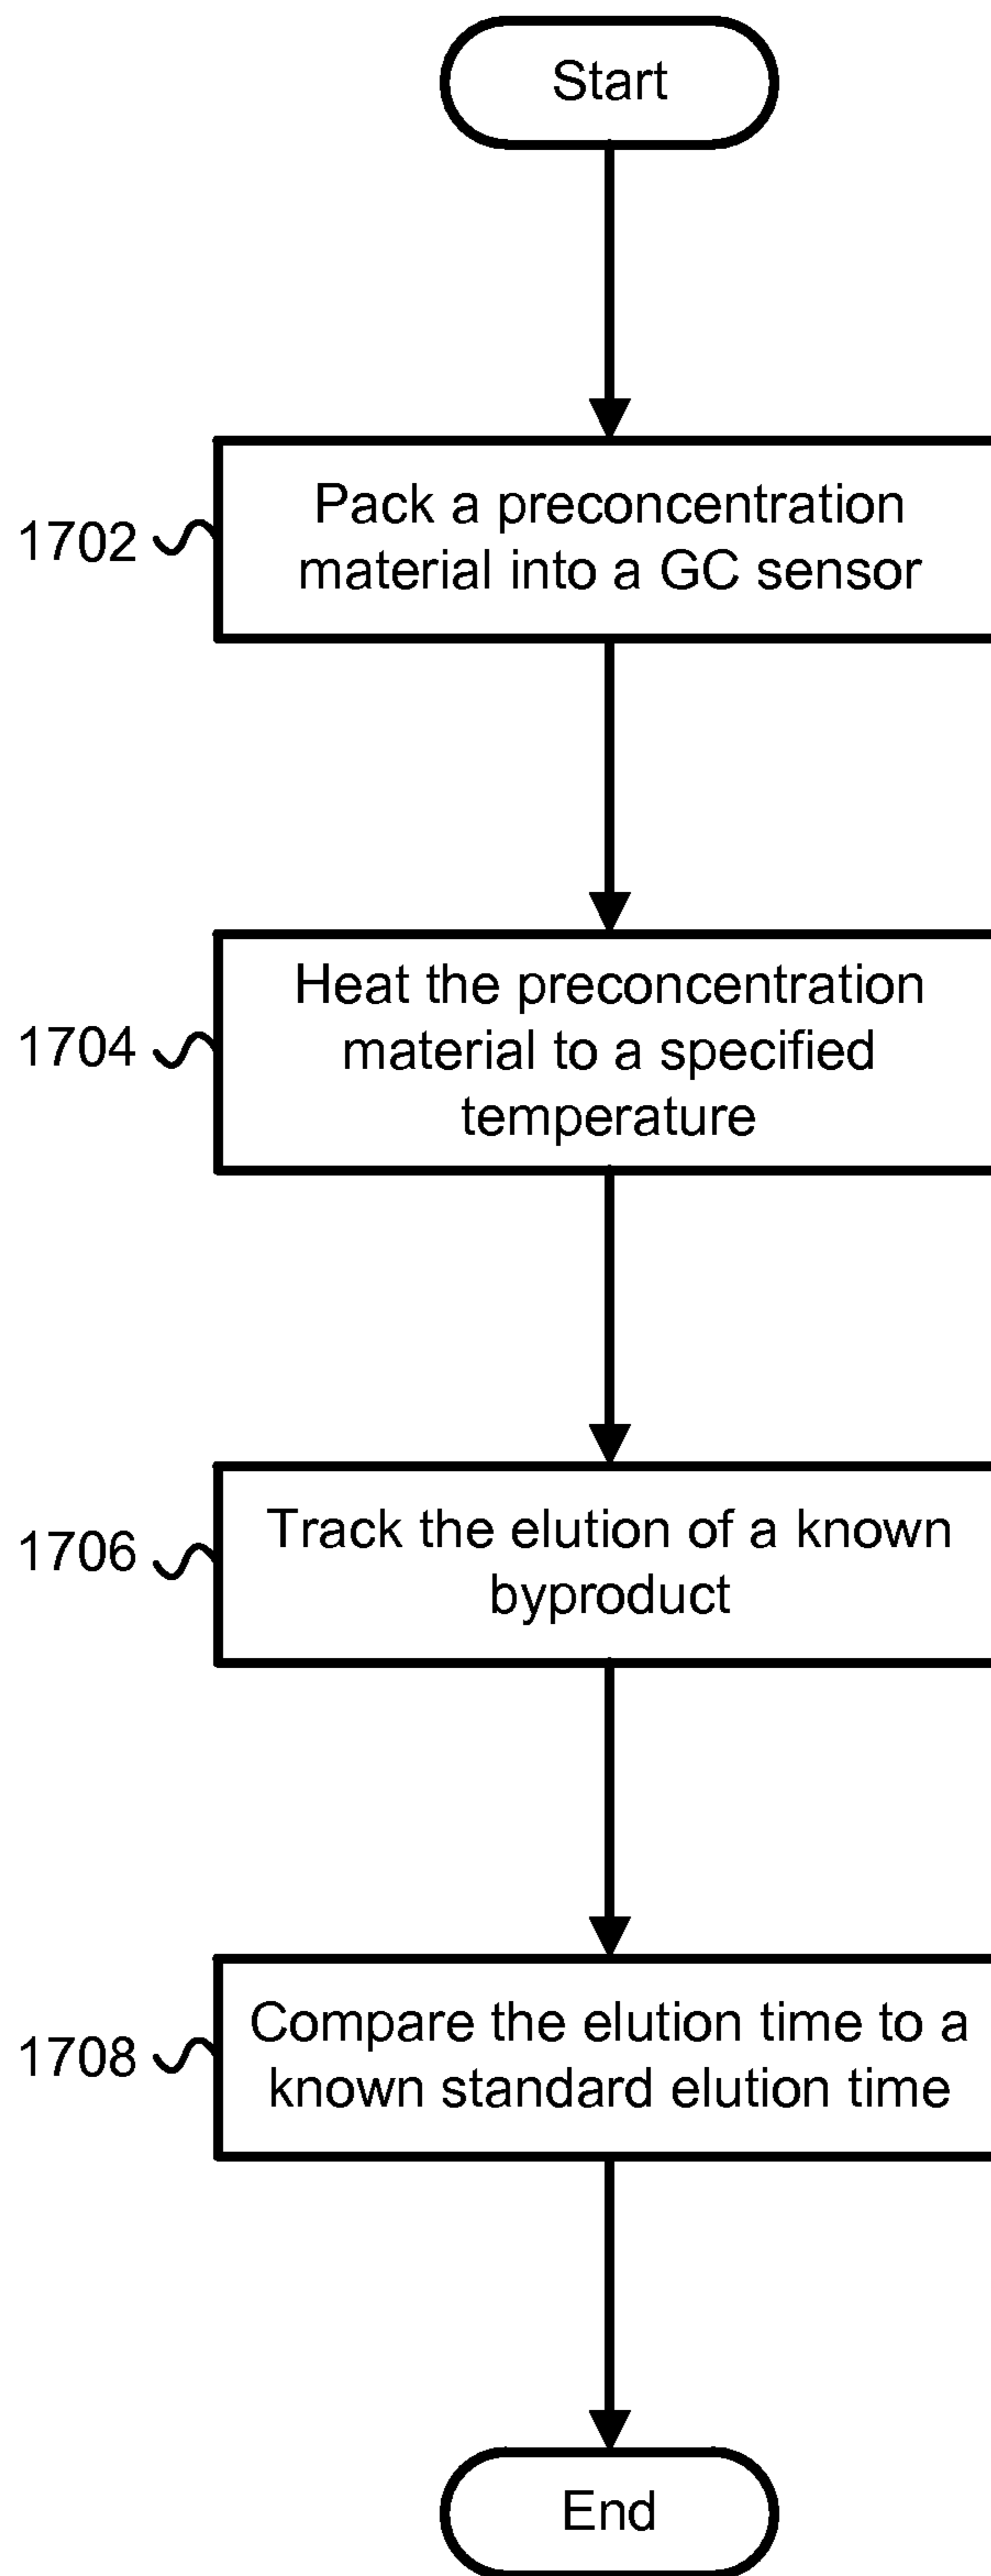 Start
1702
Pack a preconcentration
material into a GC sensor
1704
Heat the preconcentration
material to a specified
temperature
1706
Track the elution of a known
byproduct
1708
Compare the elution time to a
known standard elution time
End